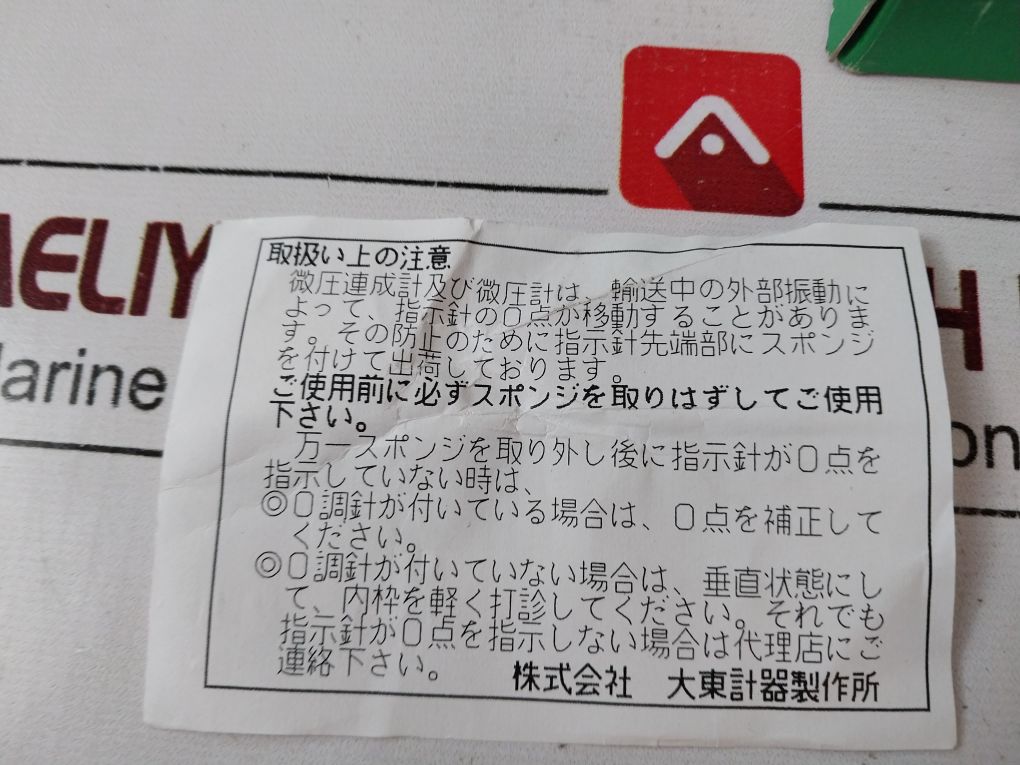 AELIY
H
arine
on
取扱い上の注意
微圧連成計及び微圧計は、輸送中の外部振動に
よって、指示針の0点が移動することがありま
す。その防止のために指示針先端部にスポンジ
を付けて出荷しております。
ご使用前に必ずスポンジを取りはずしてご使用
下さい。
万一スポンジを取り外し後に指示針が0点を
指示していない時は、
◎0調針が付いている場合は、0点を補正して
ください。
◎0調針が付いていない場合は、垂直状態にし
て、内枠を軽く打診してください。それでも
指示針が0点を指示しない場合は代理店にご
連絡下さい。
株式会社 大東計器製作所